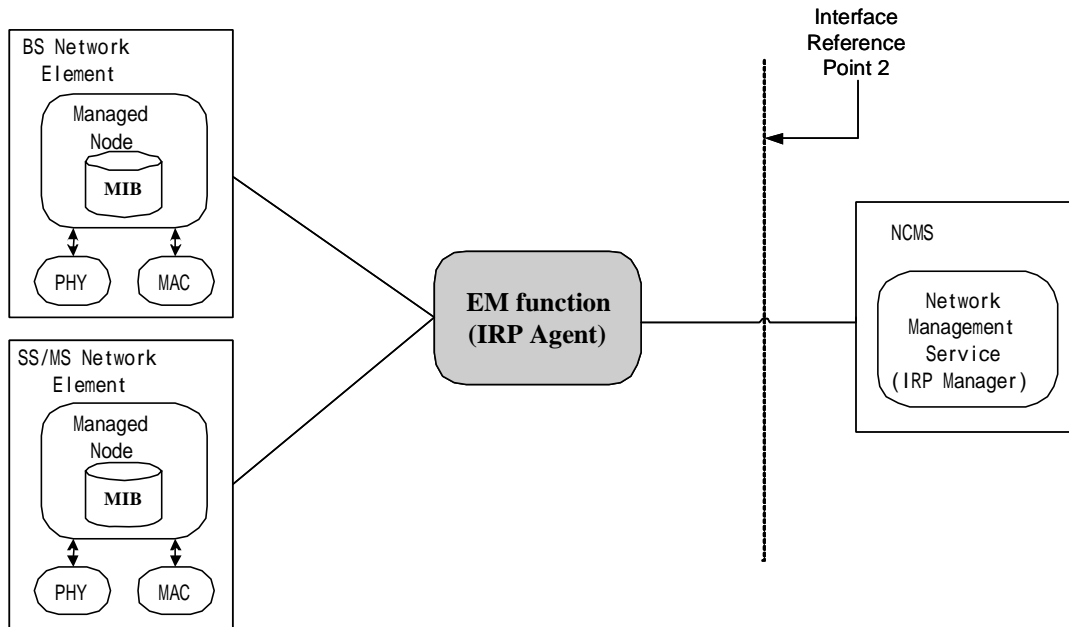 Interface
Reference
Point 2
BS Network
Element
Managed
Node
MIB
PHY
MAC
SS/MS Network
Element
Managed
Node
MIB
PHY
MAC
EM function
(IRP Agent)
NCMS
Network
Management
Service
(IRP Manager)